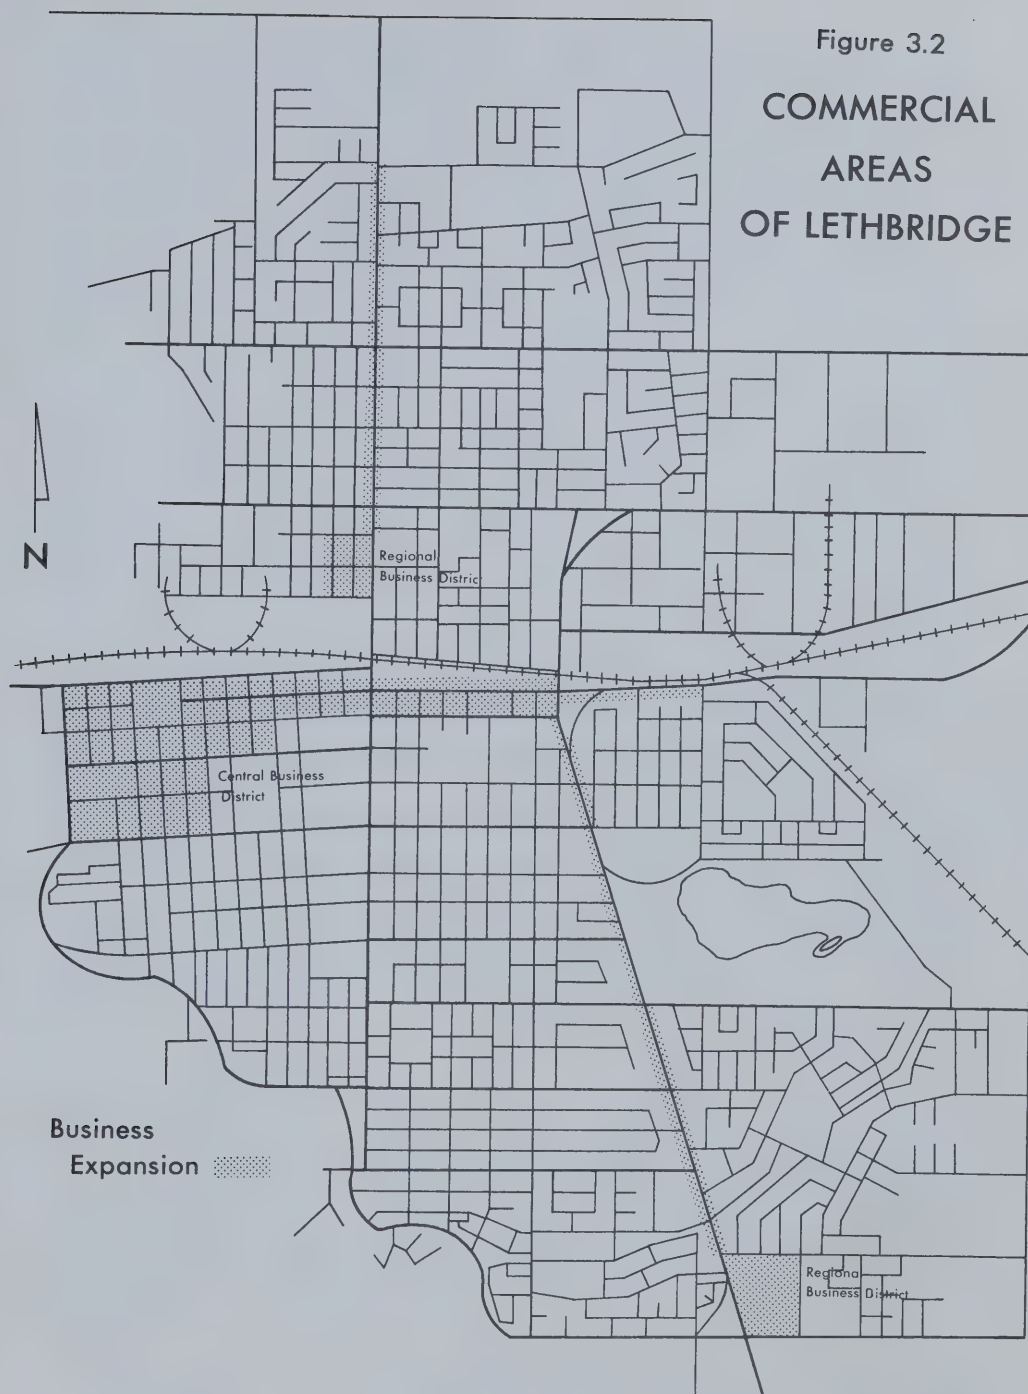 Figure 3.2
COMMERCIAL
AREAS
OF LETHBRIDGE
N
Regional
Business District
Central Business
District
Business
Expansion
Regional
Business District